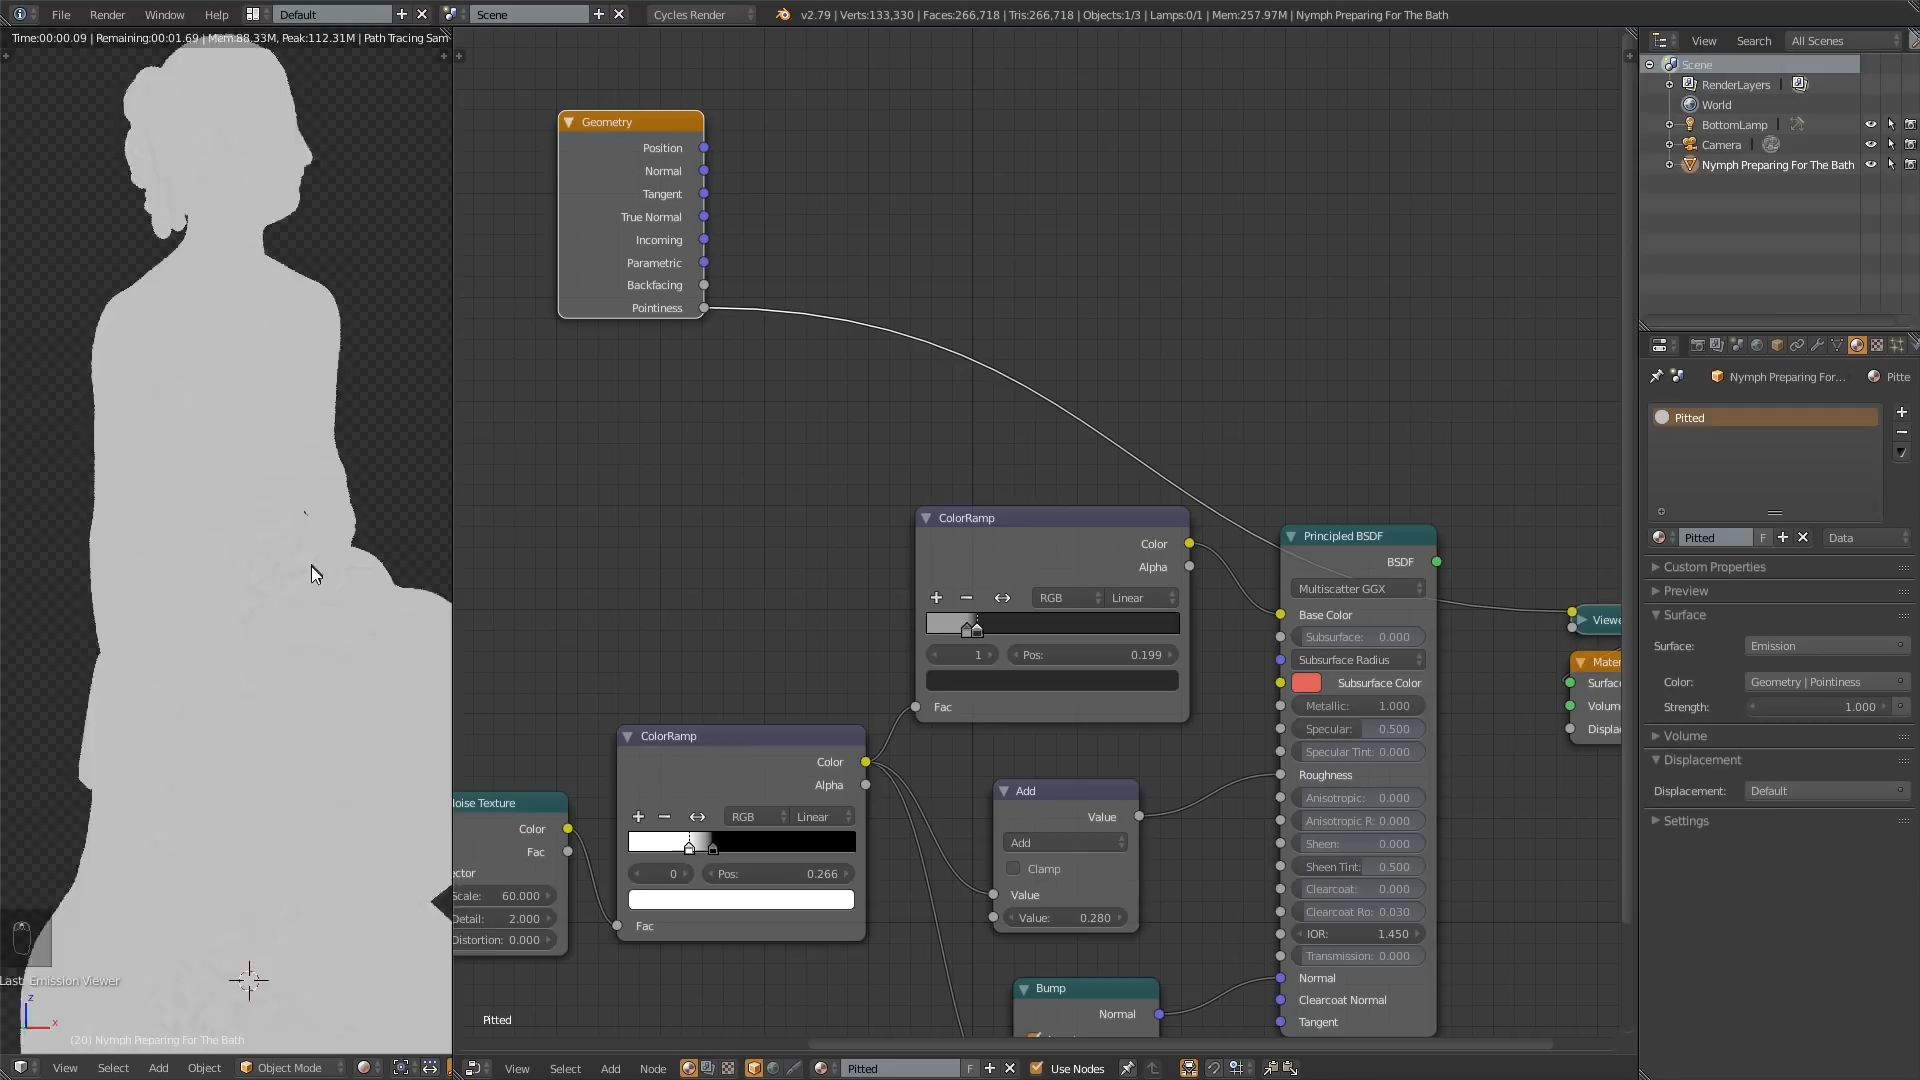 File Render Window Help Default Scene Cycles Render v2.79 | Verts:133,330 | Faces:266,718 | Tris:266,718 | Objects:1/3 | Lamps:0/1 | Mem:257.97M | Nymph Preparing For The Bath
Time:00:00.09 | Remaining:00:01.69 | Mem:88.33M, Peak:112.31M | Path Tracing Sam
Last: Emission Viewer
z
x
(20) Nymph Preparing For The Bath
View Select Add Object Object Mode
Geometry
Position
Normal
Tangent
True Normal
Incoming
Parametric
Backfacing
Pointiness
ColorRamp
Color
Alpha
RGB Linear
1 Pos: 0.199
Fac
ColorRamp
Color
Alpha
RGB Linear
0 Pos: 0.266
Fac
Noise Texture
Color
Fac
ector
Scale: 60.000
Detail: 2.000
Distortion: 0.000
Add
Value
Add
Clamp
Value
Value: 0.280
Bump
Normal
Principled BSDF
BSDF
Multiscatter GGX
Base Color
Subsurface: 0.000
Subsurface Radius
Subsurface Color
Metallic: 1.000
Specular: 0.500
Specular Tint: 0.000
Roughness
Anisotropic: 0.000
Anisotropic R: 0.000
Sheen: 0.000
Sheen Tint: 0.500
Clearcoat: 0.000
Clearcoat Ro: 0.030
IOR: 1.450
Transmission: 0.000
Normal
Clearcoat Normal
Tangent
Viewe
Mater
Surface
Volum
Displa
Pitted
View Select Add Node Pitted F Use Nodes
View Search All Scenes
Scene
RenderLayers
World
BottomLamp
Camera
Nymph Preparing For The Bath
Nymph Preparing For... Pitte
Pitted
Pitted F Data
Custom Properties
Preview
Surface
Surface: Emission
Color: Geometry | Pointiness
Strength: 1.000
Volume
Displacement
Displacement: Default
Settings